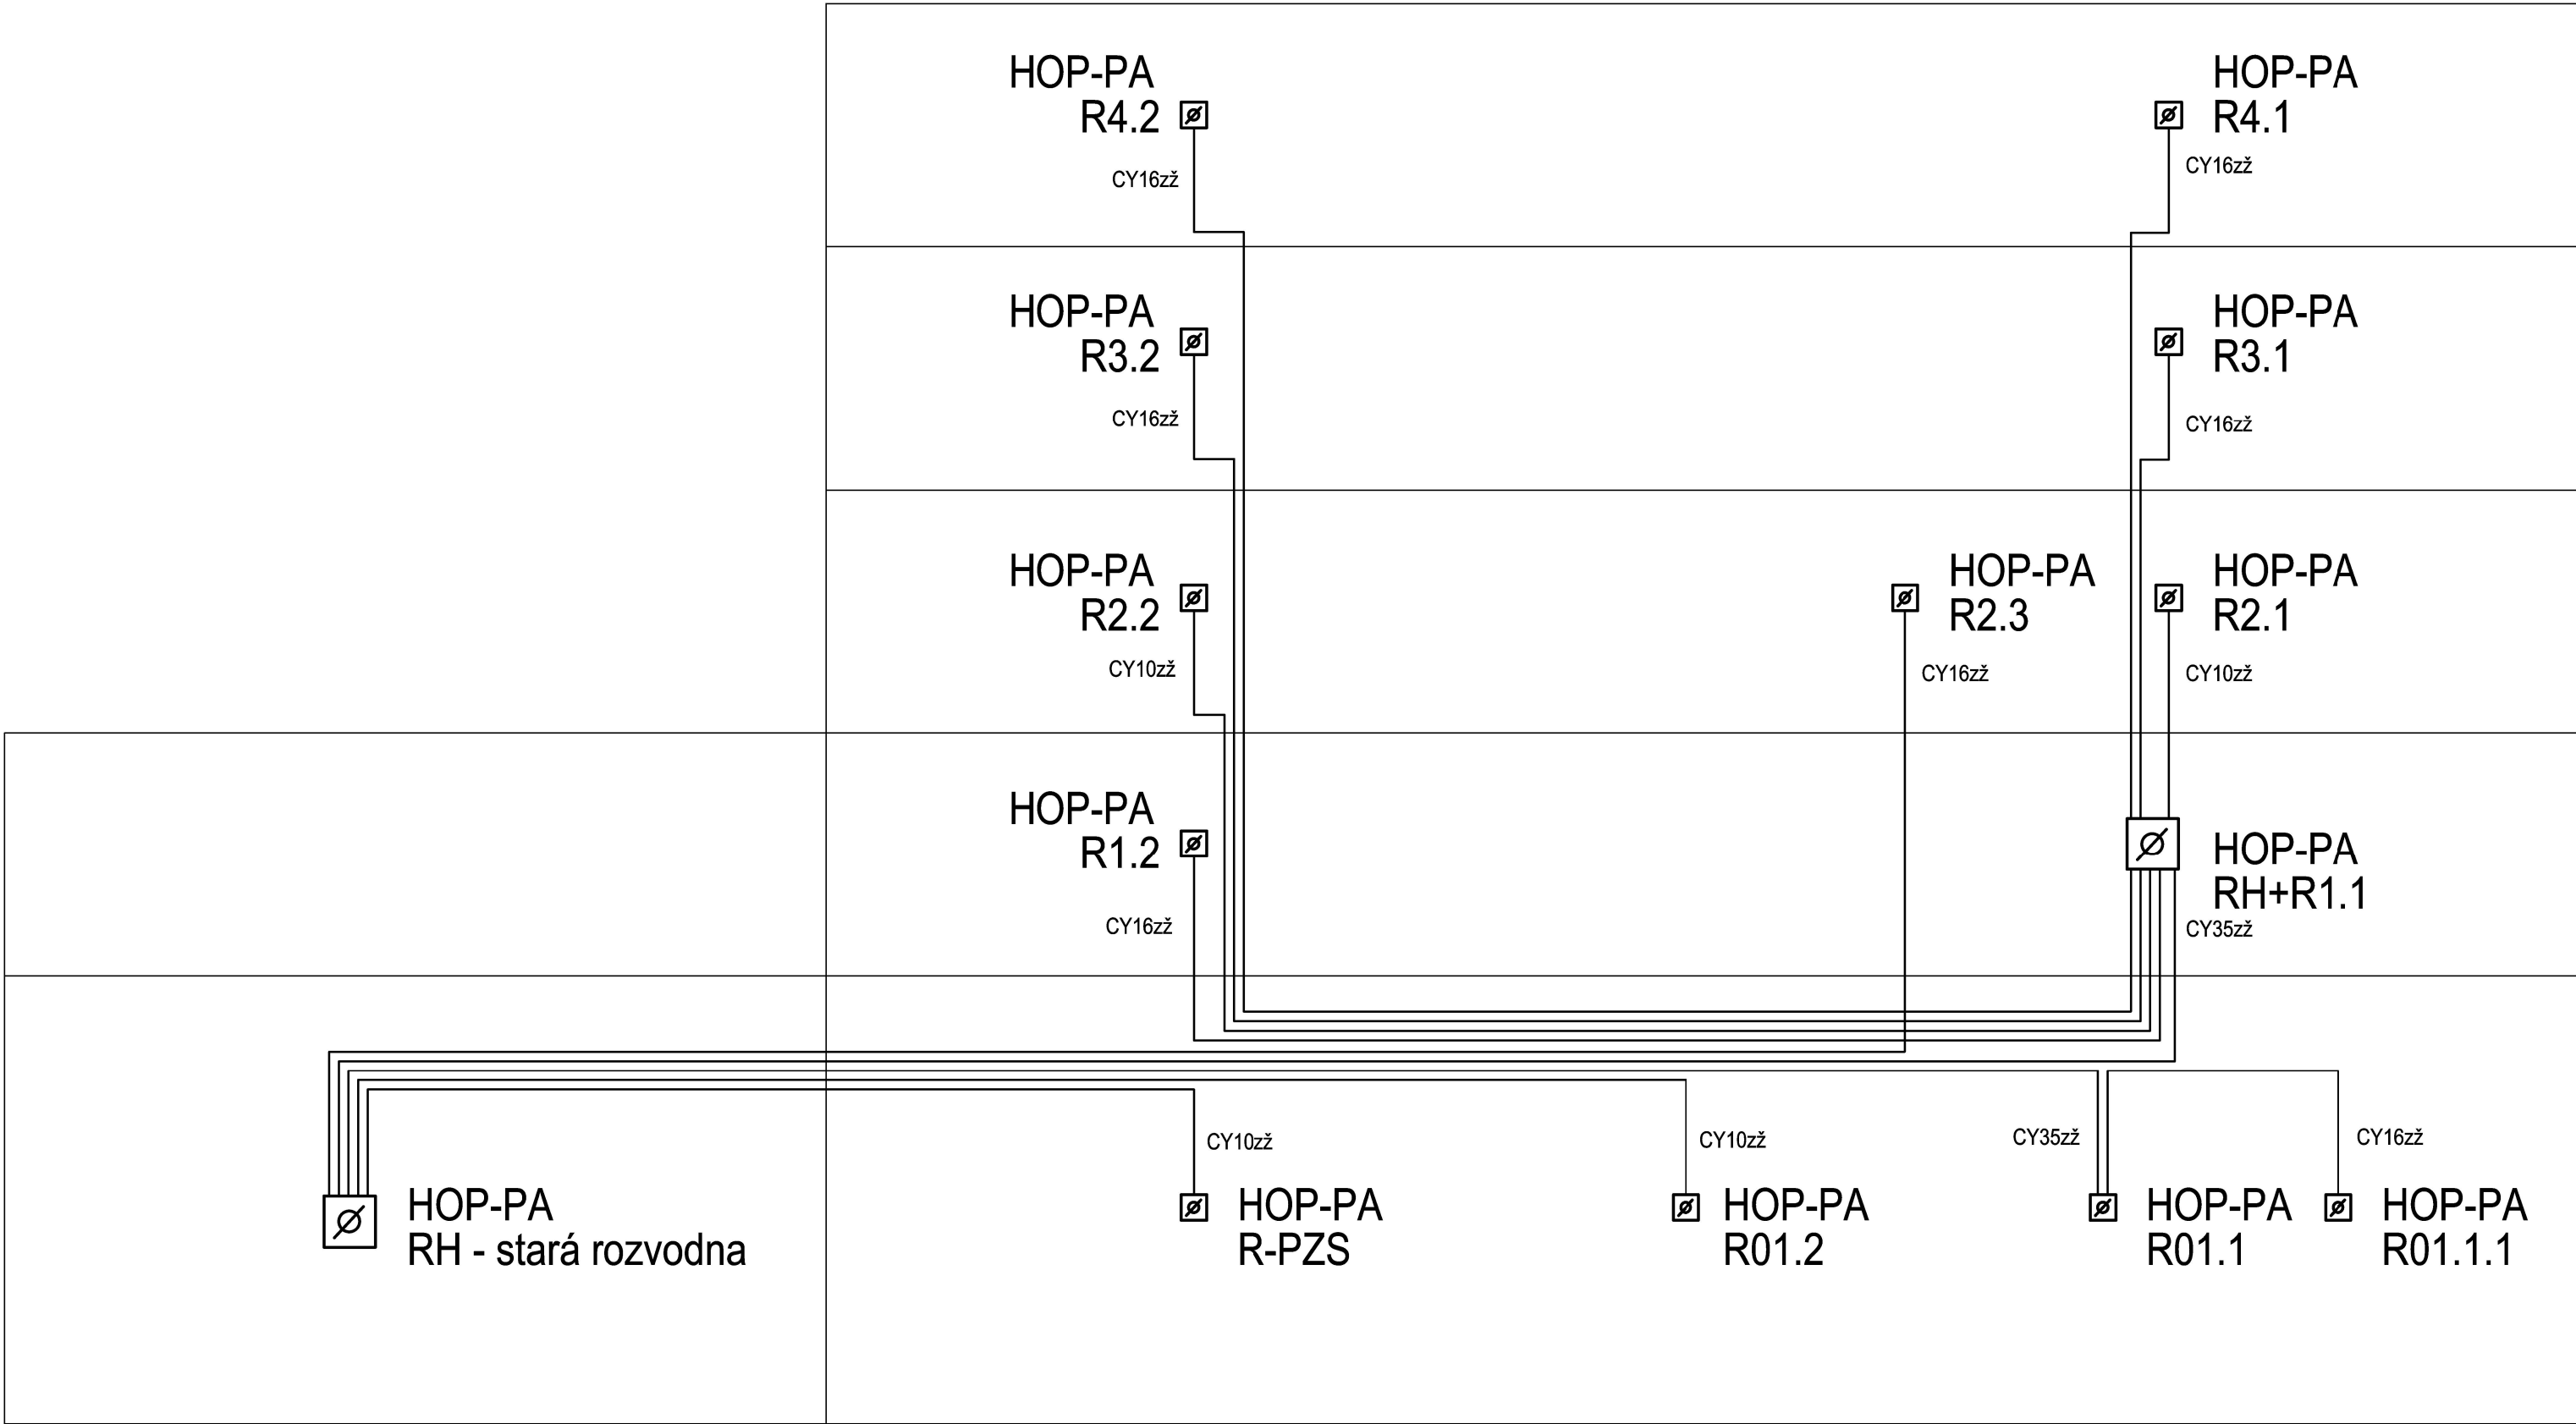 HOP-PA
R4.2
CY16zž
HOP-PA
R4.1
CY16zž
HOP-PA
R3.2
CY16zž
HOP-PA
R3.1
CY16zž
HOP-PA
R2.2
CY10zž
HOP-PA
R2.3
CY16zž
HOP-PA
R2.1
CY10zž
HOP-PA
R1.2
CY16zž
HOP-PA
RH+R1.1
CY35zž
HOP-PA
RH - stará rozvodna
CY10zž
HOP-PA
R-PZS
CY10zž
HOP-PA
R01.2
CY35zž
HOP-PA
R01.1
CY16zž
HOP-PA
R01.1.1